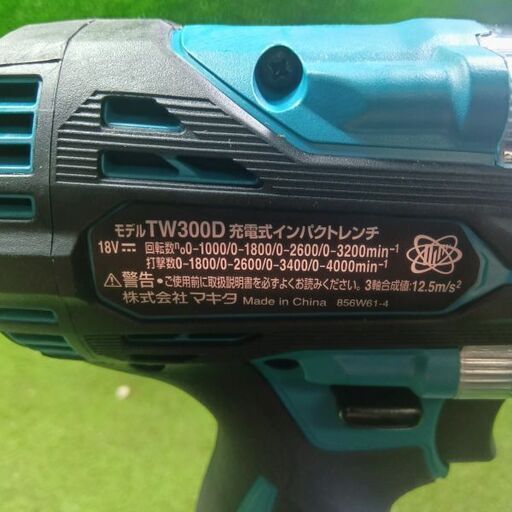 モデルTW300D 充電式インパクトレンチ
18V⎓ 回転数n₀0-1000/0-1800/0-2600/0-3200min⁻¹
打撃数0-1800/0-2600/0-3400/0-4000min⁻¹
⚠警告・ご使用前に取扱説明書を必ずよくお読みください。3軸合成値:12.5m/s²
株式会社マキタ Made in China 856W61-4